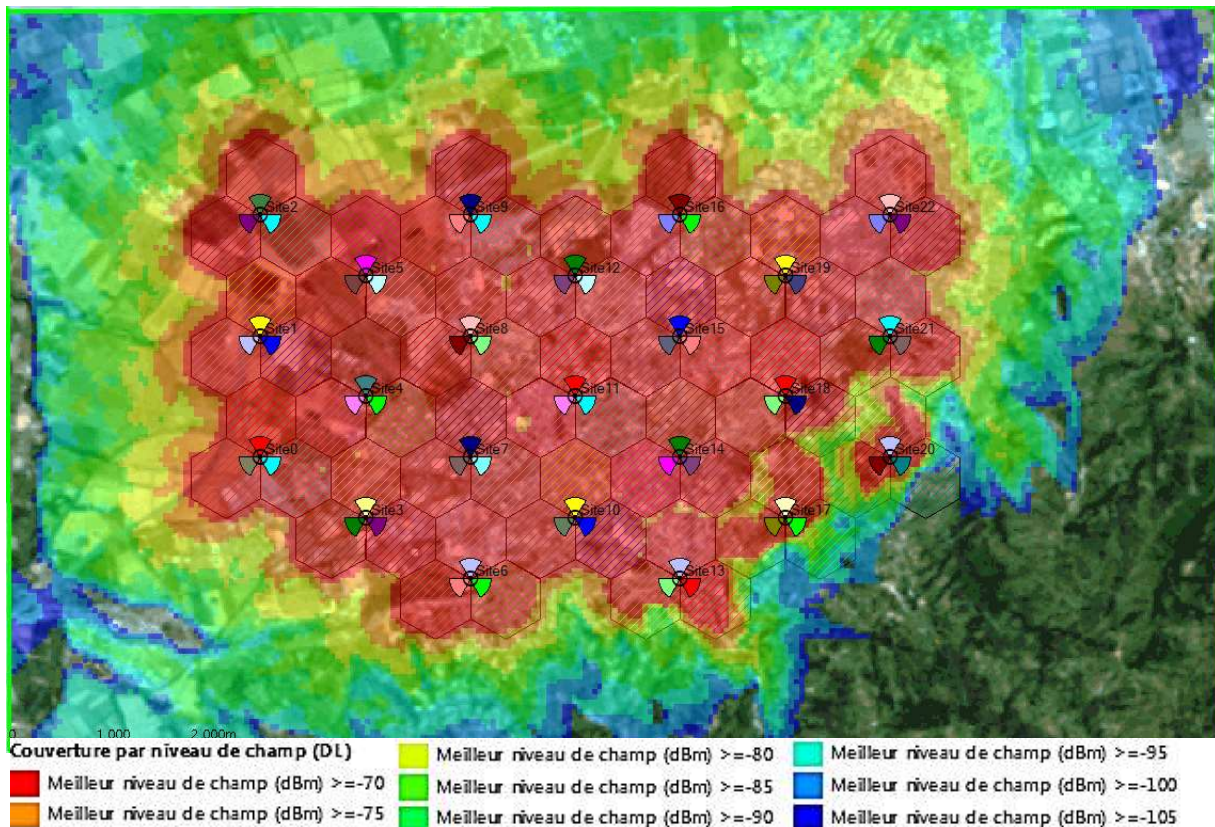 Site2
Site9
Site16
Site22
Site5
Site12
Site19
Site1
Site8
Site15
Site21
Site4
Site11
Site18
Site0
Site7
Site14
Site20
Site3
Site10
Site17
Site6
Site13
0 1,000 2,000m
Couverture par niveau de champ (DL)
Meilleur niveau de champ (dBm) >=-70
Meilleur niveau de champ (dBm) >=-75
Meilleur niveau de champ (dBm) >=-80
Meilleur niveau de champ (dBm) >=-85
Meilleur niveau de champ (dBm) >=-90
Meilleur niveau de champ (dBm) >=-95
Meilleur niveau de champ (dBm) >=-100
Meilleur niveau de champ (dBm) >=-105